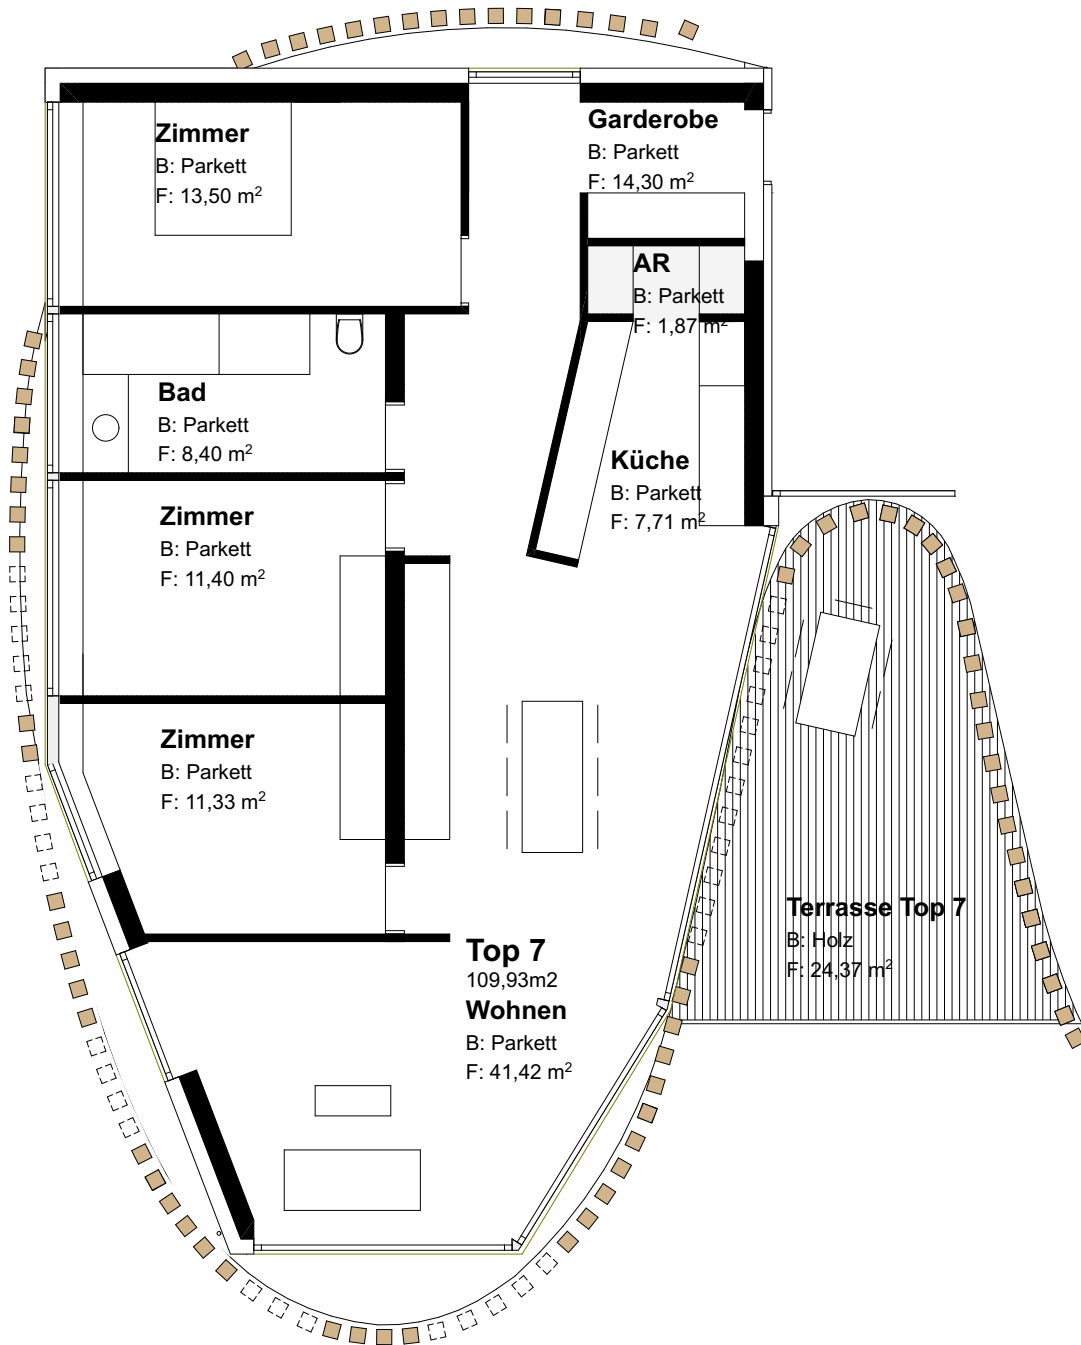 Zimmer
B: Parkett
F: 13,50 m²
Garderobe
B: Parkett
F: 14,30 m²
AR
B: Parkett
F: 1,87 m²
Bad
B: Parkett
F: 8,40 m²
Küche
B: Parkett
F: 7,71 m²
Zimmer
B: Parkett
F: 11,40 m²
Zimmer
B: Parkett
F: 11,33 m²
Terrasse Top 7
B: Holz
F: 24,37 m²
Top 7
109,93m2
Wohnen
B: Parkett
F: 41,42 m²